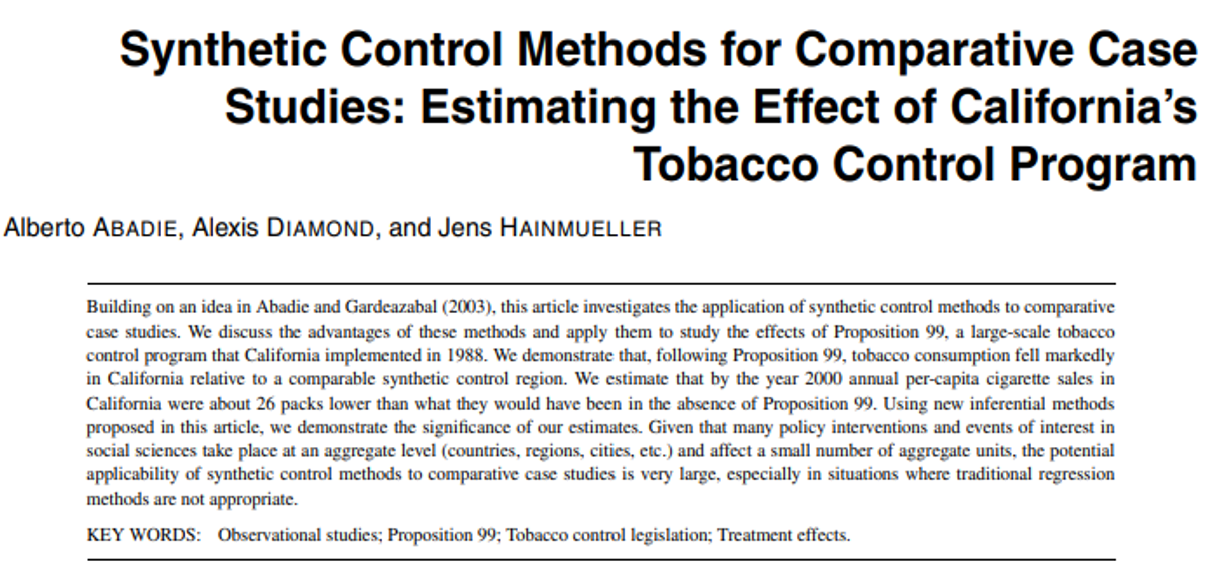 Synthetic Control Methods for Comparative Case
Studies: Estimating the Effect of California’s
Tobacco Control Program
Alberto ABADIE, Alexis DIAMOND, and Jens HAINMUELLER
Building on an idea in Abadie and Gardeazabal (2003), this article investigates the application of synthetic control methods to comparative
case studies. We discuss the advantages of these methods and apply them to study the effects of Proposition 99, a large-scale tobacco
control program that California implemented in 1988. We demonstrate that, following Proposition 99, tobacco consumption fell markedly
in California relative to a comparable synthetic control region. We estimate that by the year 2000 annual per-capita cigarette sales in
California were about 26 packs lower than what they would have been in the absence of Proposition 99. Using new inferential methods
proposed in this article, we demonstrate the significance of our estimates. Given that many policy interventions and events of interest in
social sciences take place at an aggregate level (countries, regions, cities, etc.) and affect a small number of aggregate units, the potential
applicability of synthetic control methods to comparative case studies is very large, especially in situations where traditional regression
methods are not appropriate.
KEY WORDS: Observational studies; Proposition 99; Tobacco control legislation; Treatment effects.